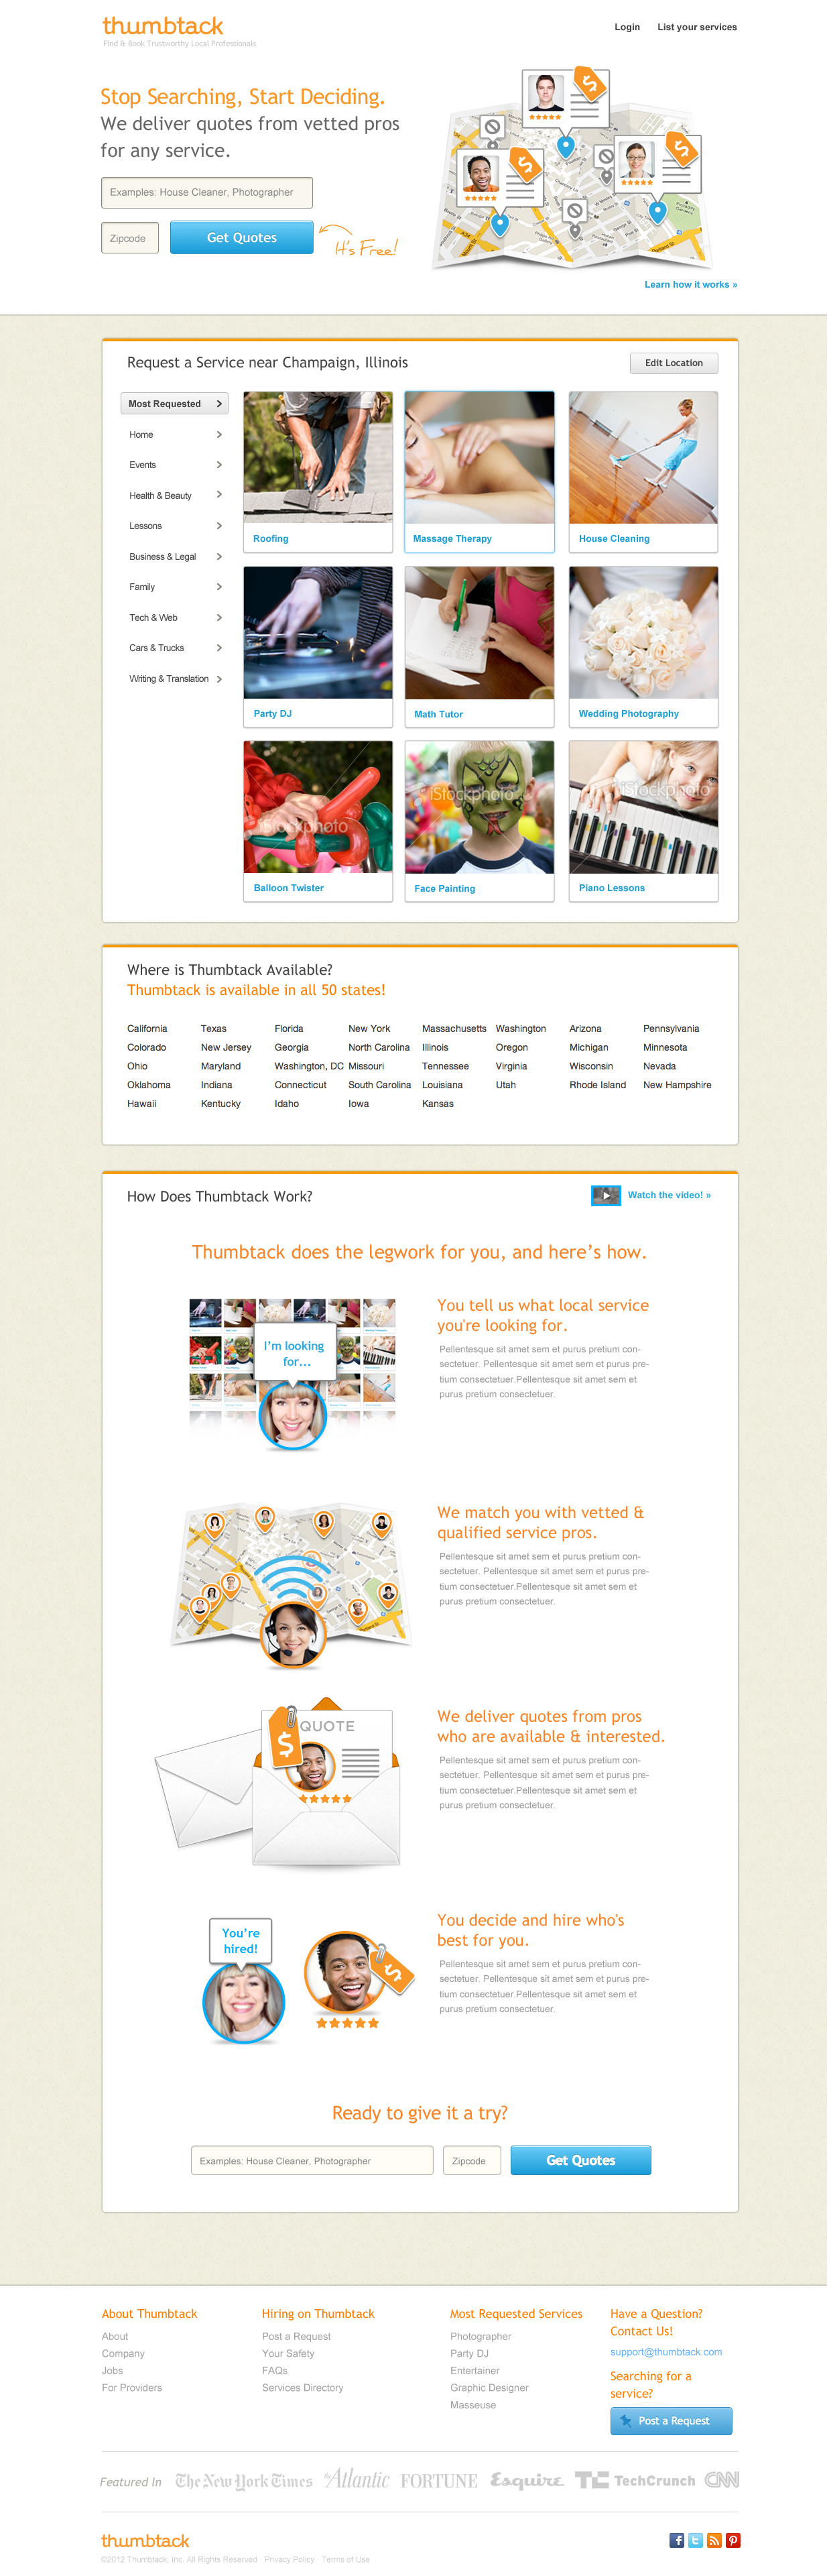 thumbtack
Find & Book Trustworthy Local Professionals
Login
List your services
Stop Searching, Start Deciding.
We deliver quotes from vetted pros
for any service.
Examples: House Cleaner, Photographer
Zipcode
Get Quotes
It's Free!
Learn how it works »
Request a Service near Champaign, Illinois
Edit Location
Most Requested
Home
Events
Health & Beauty
Lessons
Business & Legal
Family
Tech & Web
Cars & Trucks
Writing & Translation
Roofing
Massage Therapy
House Cleaning
Party DJ
Math Tutor
Wedding Photography
iStockphoto
iStockphoto
iStockphoto
Balloon Twister
Face Painting
Piano Lessons
Where is Thumbtack Available?
Thumbtack is available in all 50 states!
California Texas Florida New York Massachusetts Washington Arizona Pennsylvania
Colorado New Jersey Georgia North Carolina Illinois Oregon Michigan Minnesota
Ohio Maryland Washington, DC Missouri Tennessee Virginia Wisconsin Nevada
Oklahoma Indiana Connecticut South Carolina Louisiana Utah Rhode Island New Hampshire
Hawaii Kentucky Idaho Iowa Kansas
How Does Thumbtack Work?
Watch the video! »
Thumbtack does the legwork for you, and here's how.
I'm looking
for...
You tell us what local service
you're looking for.
Pellentesque sit amet sem et purus pretium con-
sectetuer. Pellentesque sit amet sem et purus pre-
tium consectetuer.Pellentesque sit amet sem et
purus pretium consectetuer.
We match you with vetted &
qualified service pros.
Pellentesque sit amet sem et purus pretium con-
sectetuer. Pellentesque sit amet sem et purus pre-
tium consectetuer.Pellentesque sit amet sem et
purus pretium consectetuer.
QUOTE
$
We deliver quotes from pros
who are available & interested.
Pellentesque sit amet sem et purus pretium con-
sectetuer. Pellentesque sit amet sem et purus pre-
tium consectetuer.Pellentesque sit amet sem et
purus pretium consectetuer.
You're
hired!
$
You decide and hire who's
best for you.
Pellentesque sit amet sem et purus pretium con-
sectetuer. Pellentesque sit amet sem et purus pre-
tium consectetuer.Pellentesque sit amet sem et
purus pretium consectetuer.
Ready to give it a try?
Examples: House Cleaner, Photographer
Zipcode
Get Quotes
About Thumbtack
About
Company
Jobs
For Providers
Hiring on Thumbtack
Post a Request
Your Safety
FAQs
Services Directory
Most Requested Services
Photographer
Party DJ
Entertainer
Graphic Designer
Masseuse
Have a Question?
Contact Us!
support@thumbtack.com
Searching for a
service?
Post a Request
Featured In The New York Times the Atlantic FORTUNE Esquire TC TechCrunch CNN
thumbtack
©2012 Thumbtack, Inc. All Rights Reserved · Privacy Policy · Terms of Use